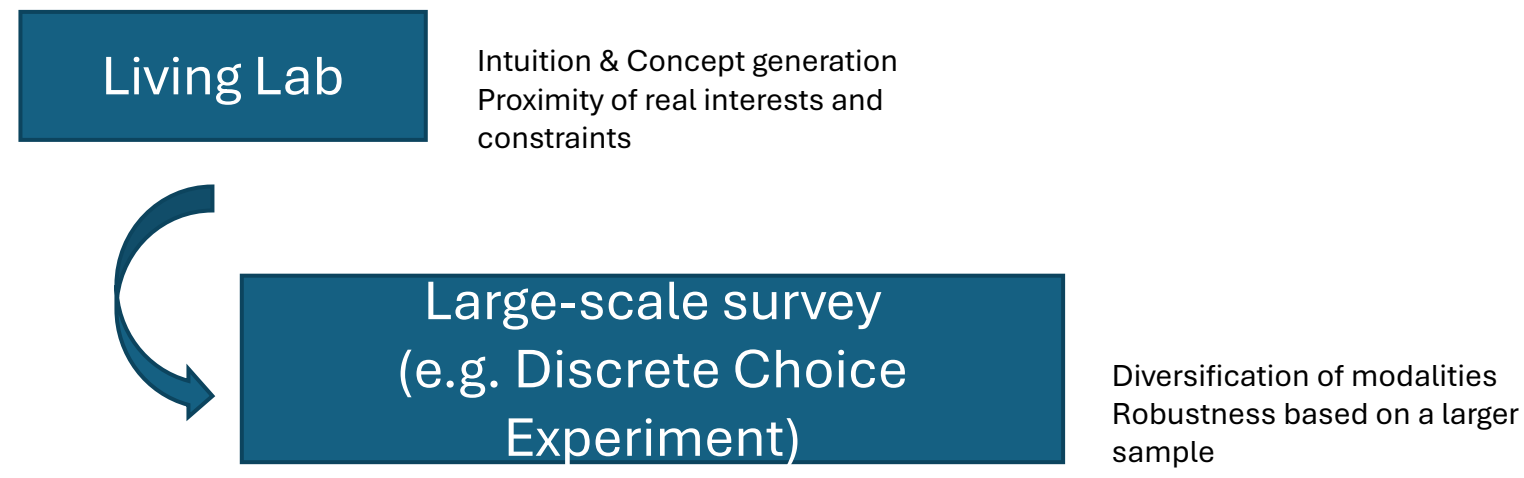 Living Lab
Intuition & Concept generation
Proximity of real interests and
constraints
Large-scale survey
(e.g. Discrete Choice
Experiment)
Diversification of modalities
Robustness based on a larger
sample